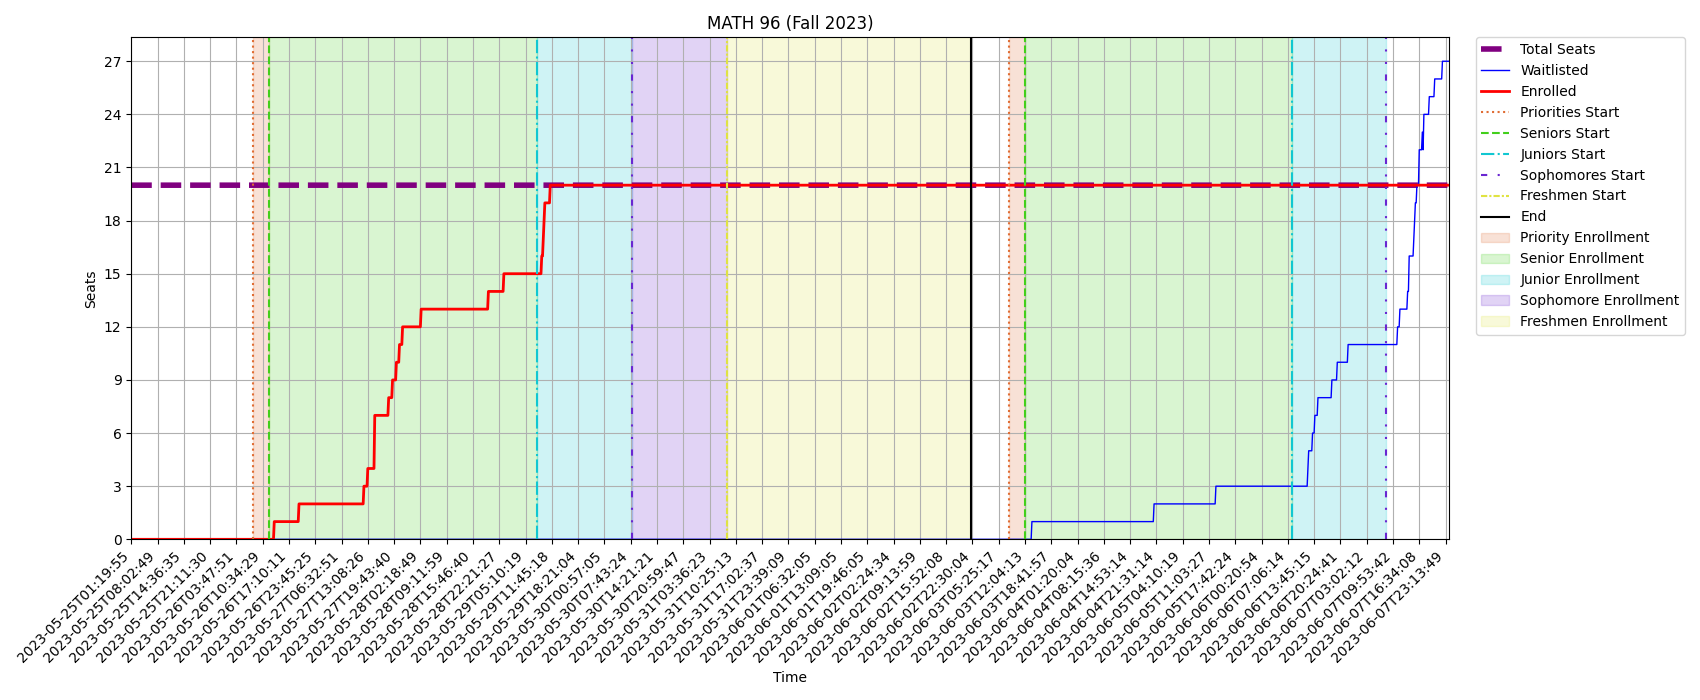 MATH 96 (Fall 2023)
27
24
21
18
15
12
9
6
3
0
Seats
2023-05-25T01:19:55
2023-05-25T08:02:49
2023-05-25T14:36:35
2023-05-25T21:11:30
2023-05-26T03:47:51
2023-05-26T10:34:29
2023-05-26T17:10:11
2023-05-26T23:45:25
2023-05-27T06:32:51
2023-05-27T13:08:26
2023-05-27T19:43:40
2023-05-28T02:18:49
2023-05-28T09:11:59
2023-05-28T15:46:40
2023-05-28T22:21:27
2023-05-29T05:10:19
2023-05-29T11:45:18
2023-05-29T18:21:04
2023-05-30T00:57:05
2023-05-30T07:43:24
2023-05-30T14:21:21
2023-05-30T20:59:47
2023-05-31T03:36:23
2023-05-31T10:25:13
2023-05-31T17:02:37
2023-05-31T23:39:09
2023-06-01T06:32:05
2023-06-01T13:09:05
2023-06-01T19:46:05
2023-06-02T02:24:34
2023-06-02T09:13:59
2023-06-02T15:52:08
2023-06-02T22:30:04
2023-06-03T05:25:17
2023-06-03T12:04:13
2023-06-03T18:41:57
2023-06-04T01:20:04
2023-06-04T08:15:36
2023-06-04T14:53:14
2023-06-04T21:31:14
2023-06-05T04:10:19
2023-06-05T11:03:27
2023-06-05T17:42:24
2023-06-06T00:20:54
2023-06-06T07:06:14
2023-06-06T13:45:15
2023-06-06T20:24:41
2023-06-07T03:02:12
2023-06-07T09:53:42
2023-06-07T16:34:08
2023-06-07T23:13:49
Time
Total Seats
Waitlisted
Enrolled
Priorities Start
Seniors Start
Juniors Start
Sophomores Start
Freshmen Start
End
Priority Enrollment
Senior Enrollment
Junior Enrollment
Sophomore Enrollment
Freshmen Enrollment